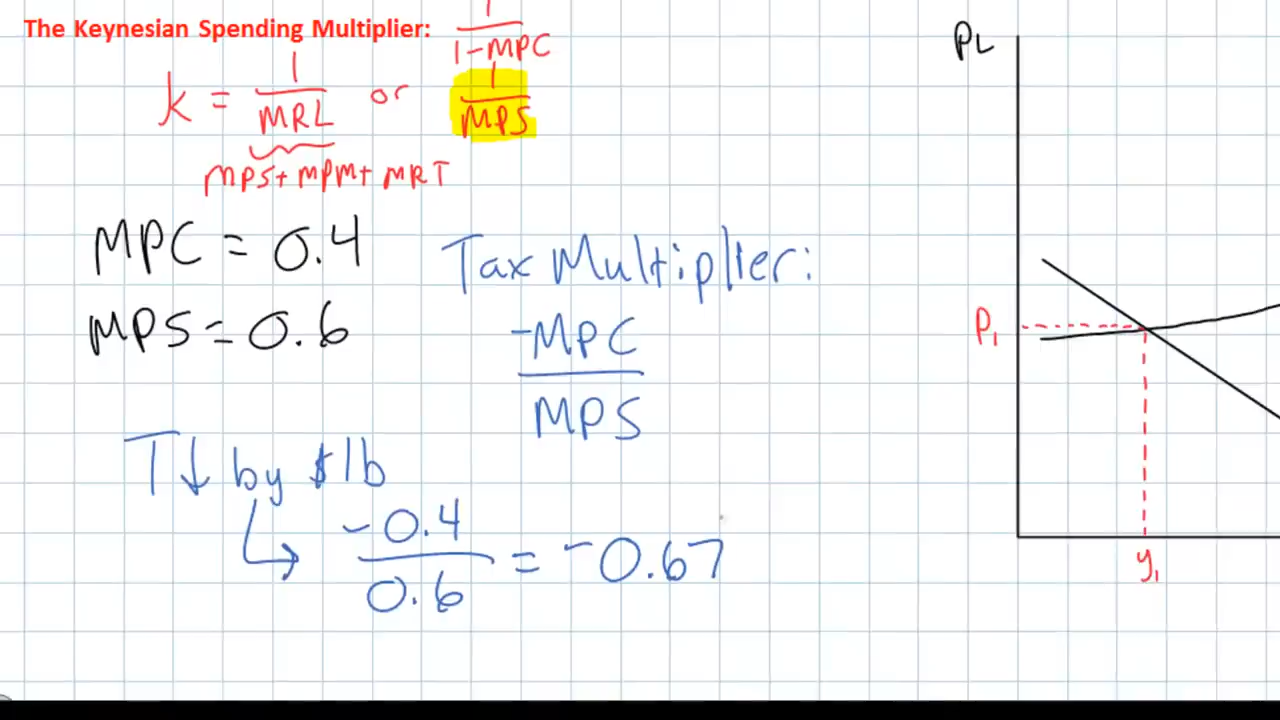 The Keynesian Spending Multiplier:
1
1-MPC
k = 1/MRL or 1/MPS
MPS+ MPM+ MRT
MPC = 0.4
MPS = 0.6
Tax Multiplier:
-MPC
MPS
T↓ by $1b
-0.4
0.6
= -0.67
PL
P₁
y₁